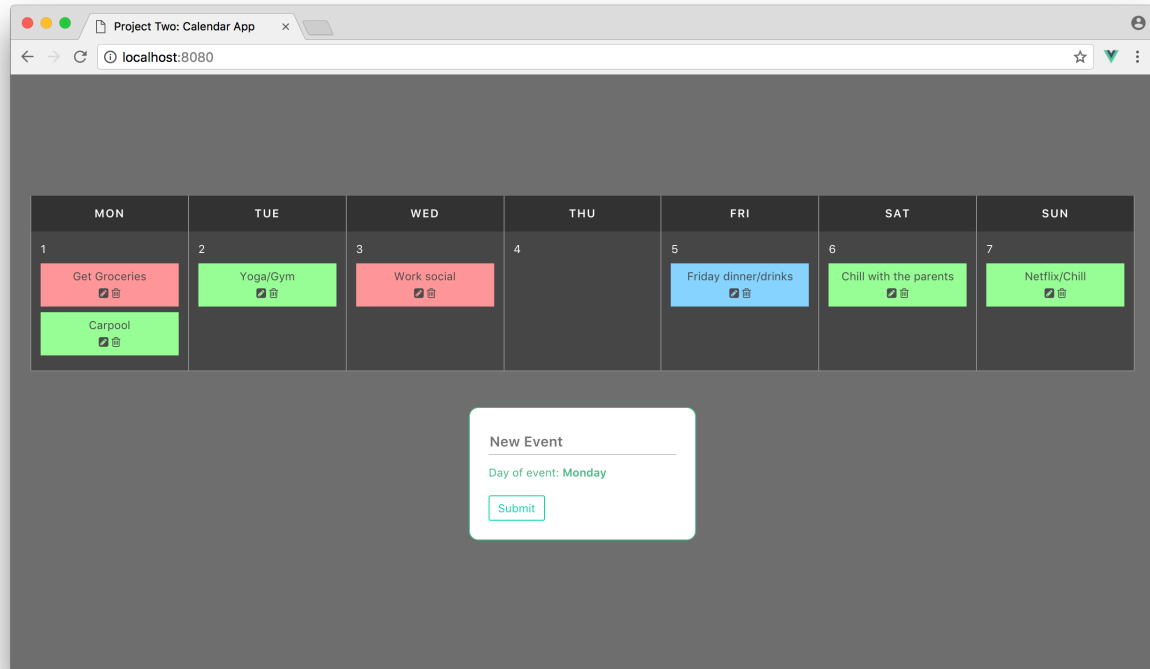 Project Two: Calendar App
localhost:8080
MON TUE WED THU FRI SAT SUN
1 2 3 4 5 6 7
Get Groceries Yoga/Gym Work social Friday dinner/drinks Chill with the parents Netflix/Chill
Carpool
New Event
Day of event: Monday
Submit